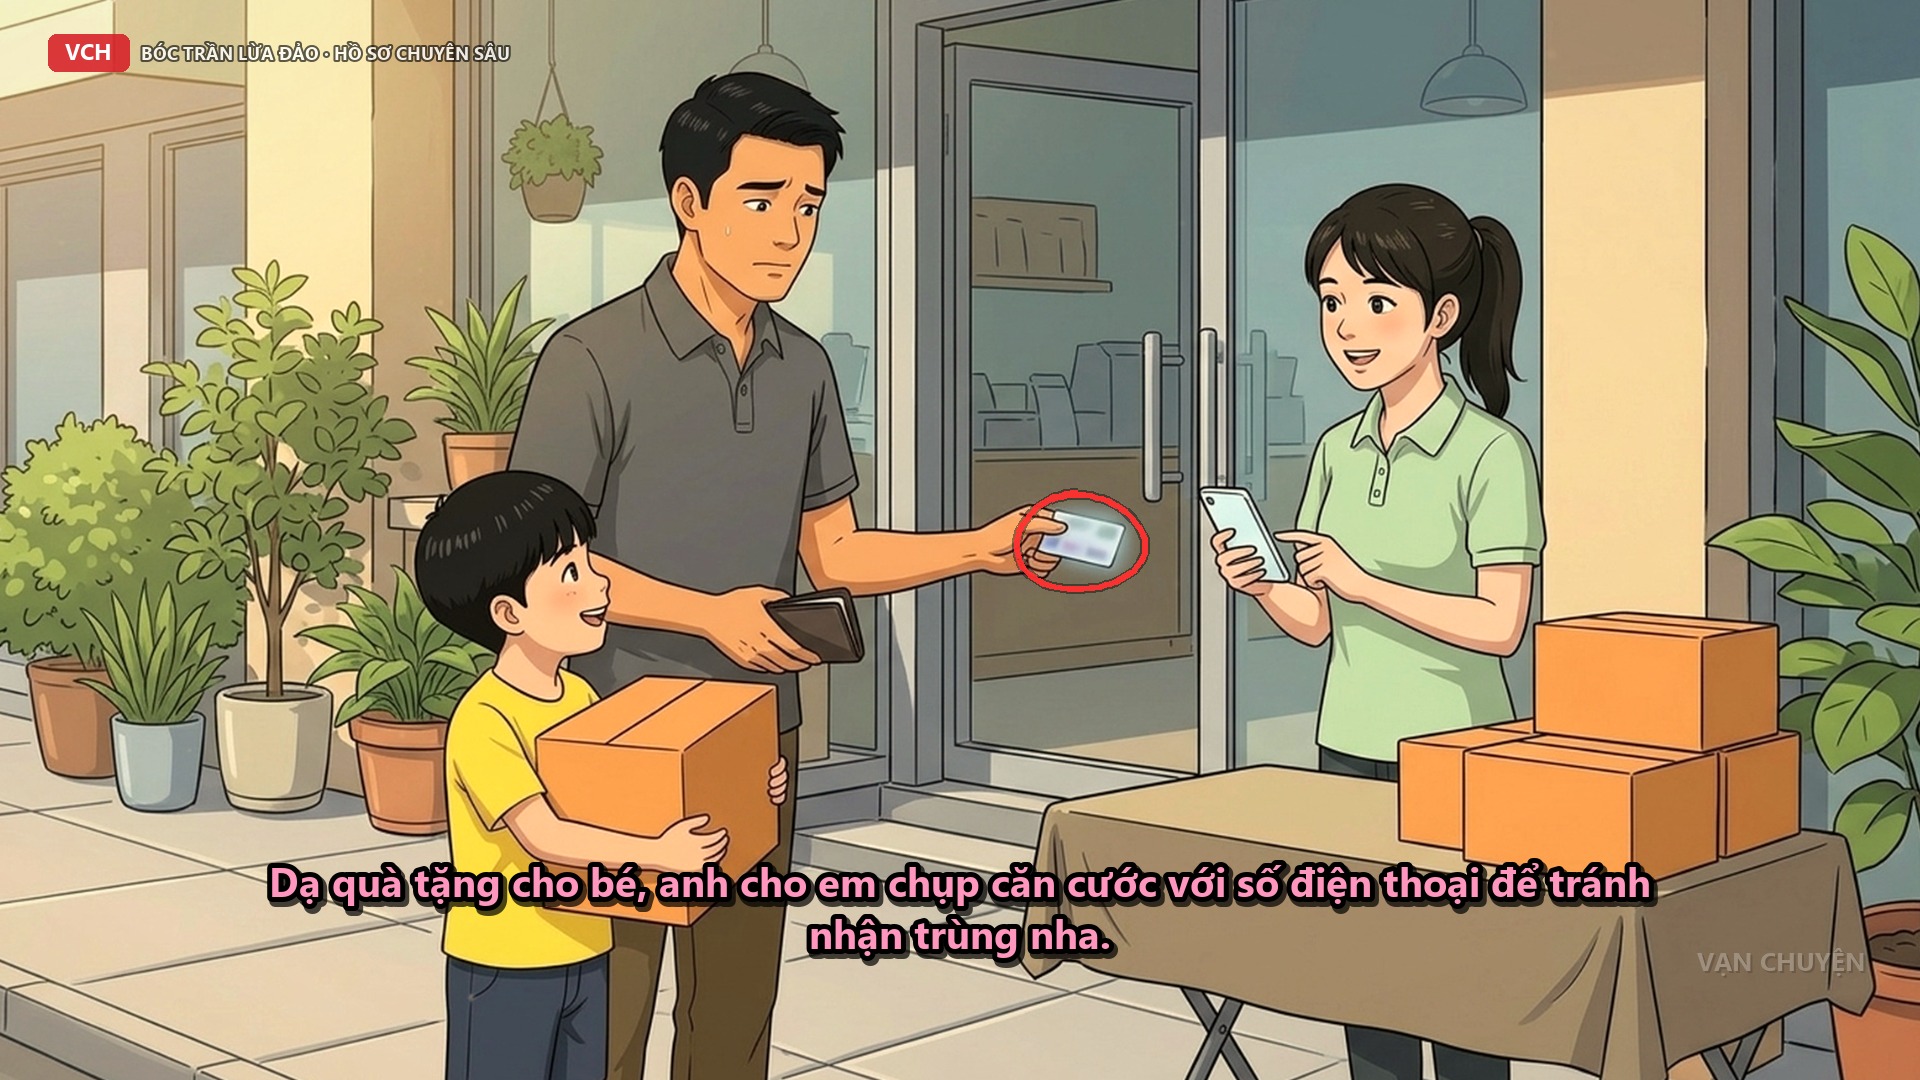 VCH BÓC TRẦN LỪA ĐẢO · HỒ SƠ CHUYÊN SÂU
Dạ quà tặng cho bé, anh cho em chụp căn cước với số điện thoại để tránh
nhận trùng nha.
VẠN CHUYỆN